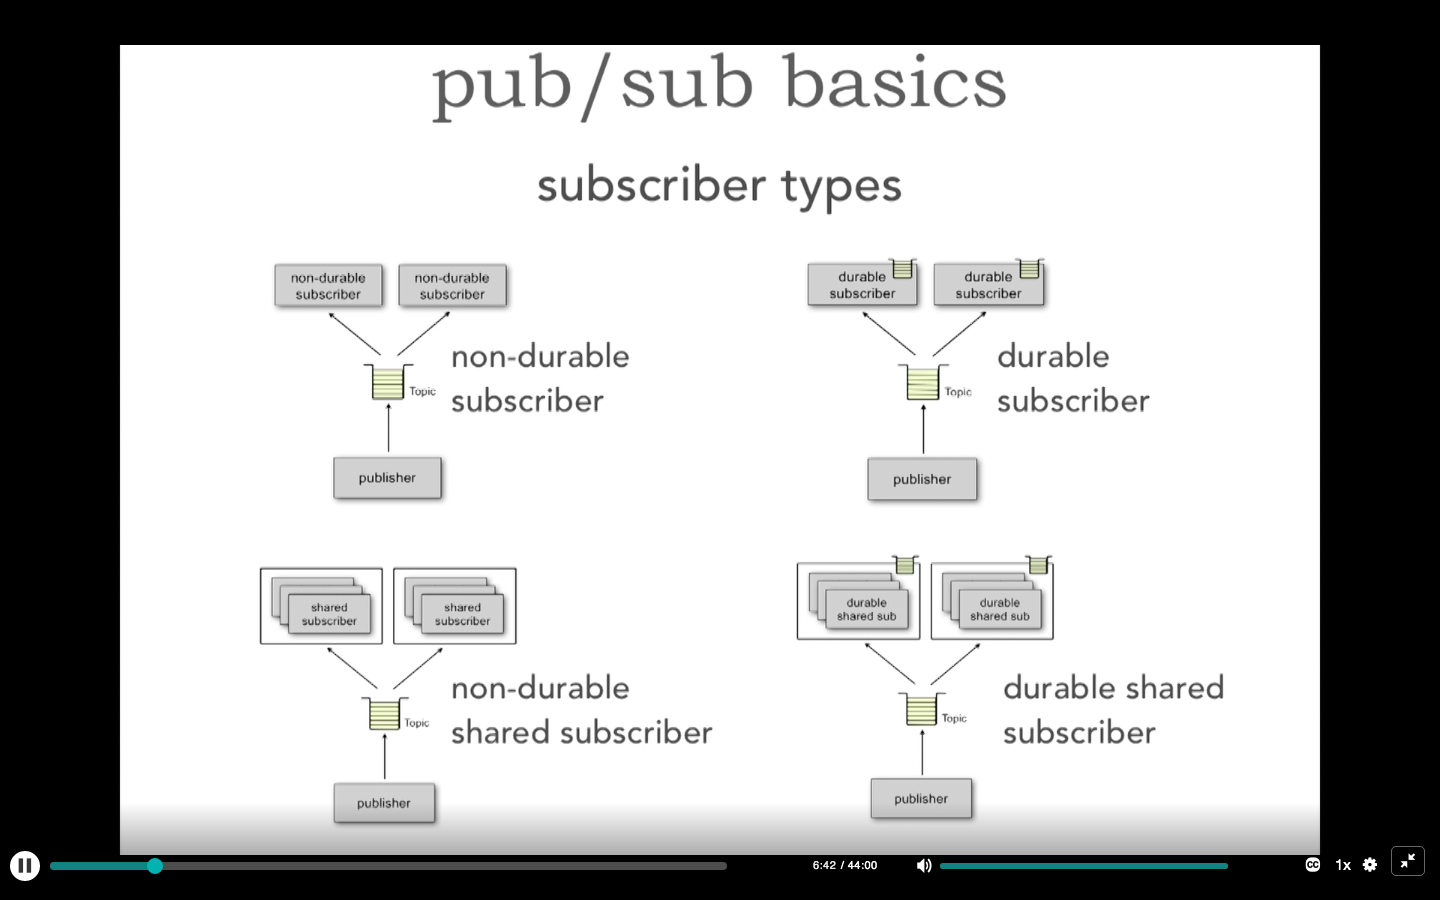 pub/sub basics
subscriber types
non-durable
subscriber
non-durable
subscriber
Topic
non-durable
subscriber
publisher
durable
subscriber
durable
subscriber
Topic
durable
subscriber
publisher
shared
subscriber
shared
subscriber
Topic
non-durable
shared subscriber
publisher
durable
shared sub
durable
shared sub
Topic
durable shared
subscriber
publisher
6:42 / 44:00
CC
1x